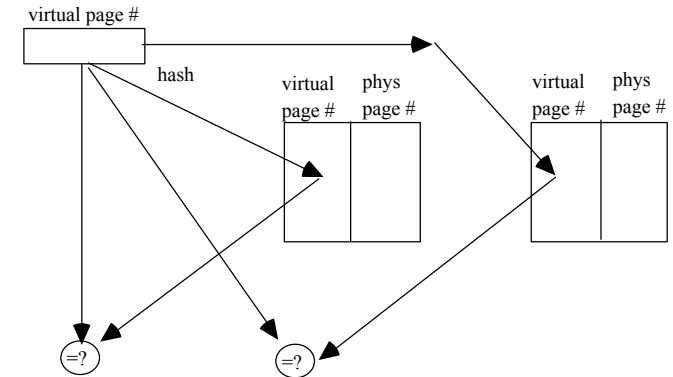 virtual page #
hash
virtual
page #
phys
page #
virtual
page #
phys
page #
=?
=?